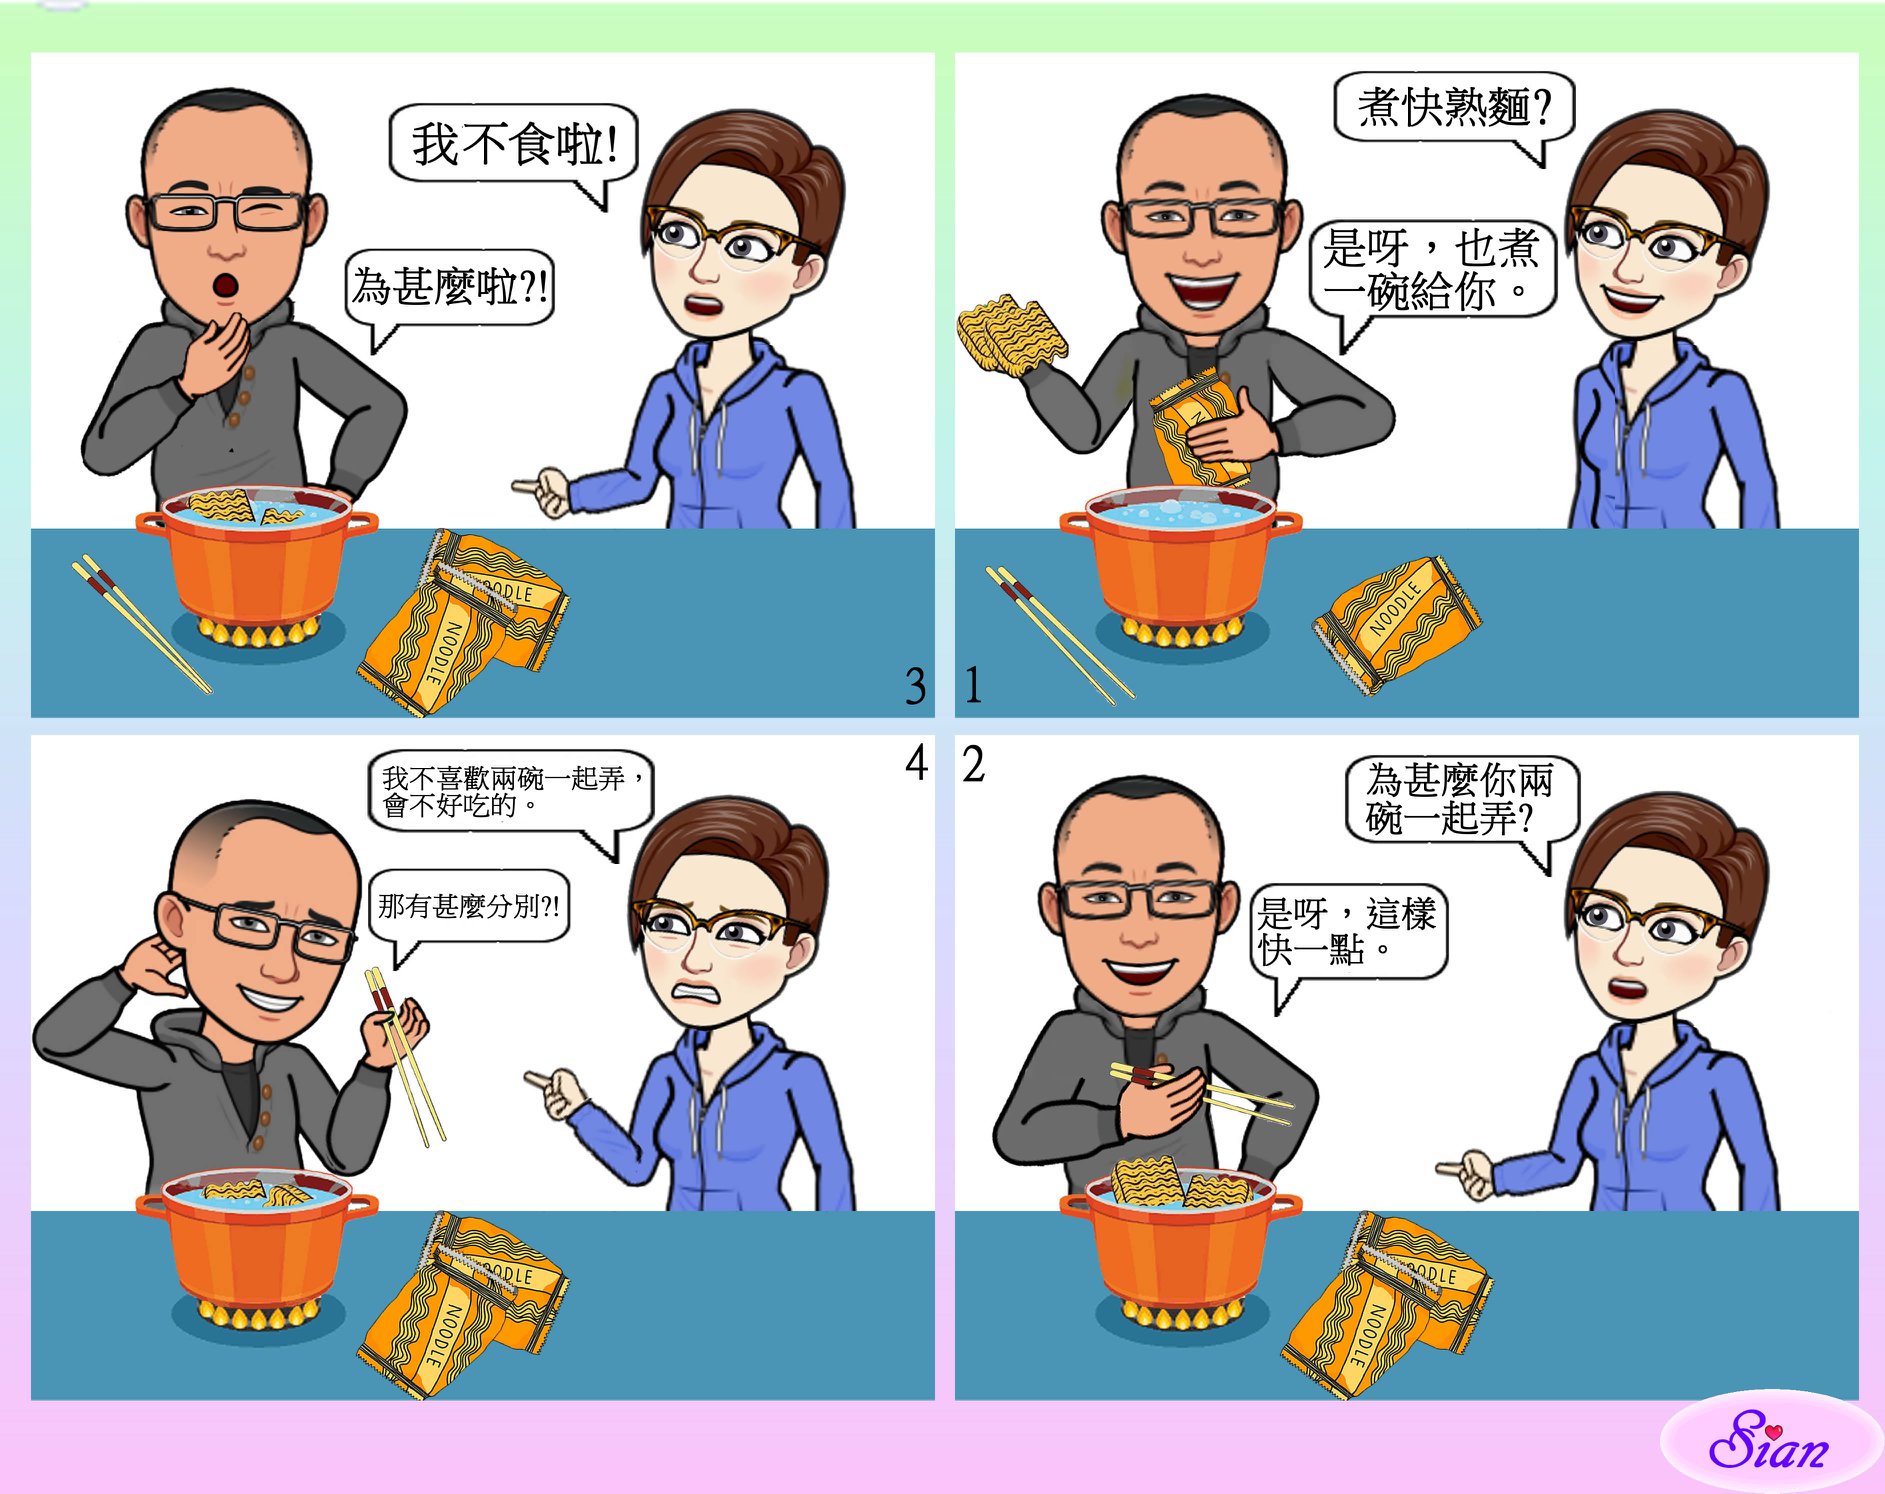 煮快熟麵?
是呀，也煮
一碗給你。
NOODLE
N
1
2
為甚麼你兩
碗一起弄?
是呀，這樣
快一點。
OODLE
NOODLE
我不食啦!
為甚麼啦?!
OODLE
NOODLE
3
4
我不喜歡兩碗一起弄，
會不好吃的。
那有甚麼分別?!
OODLE
NOODLE
Sian